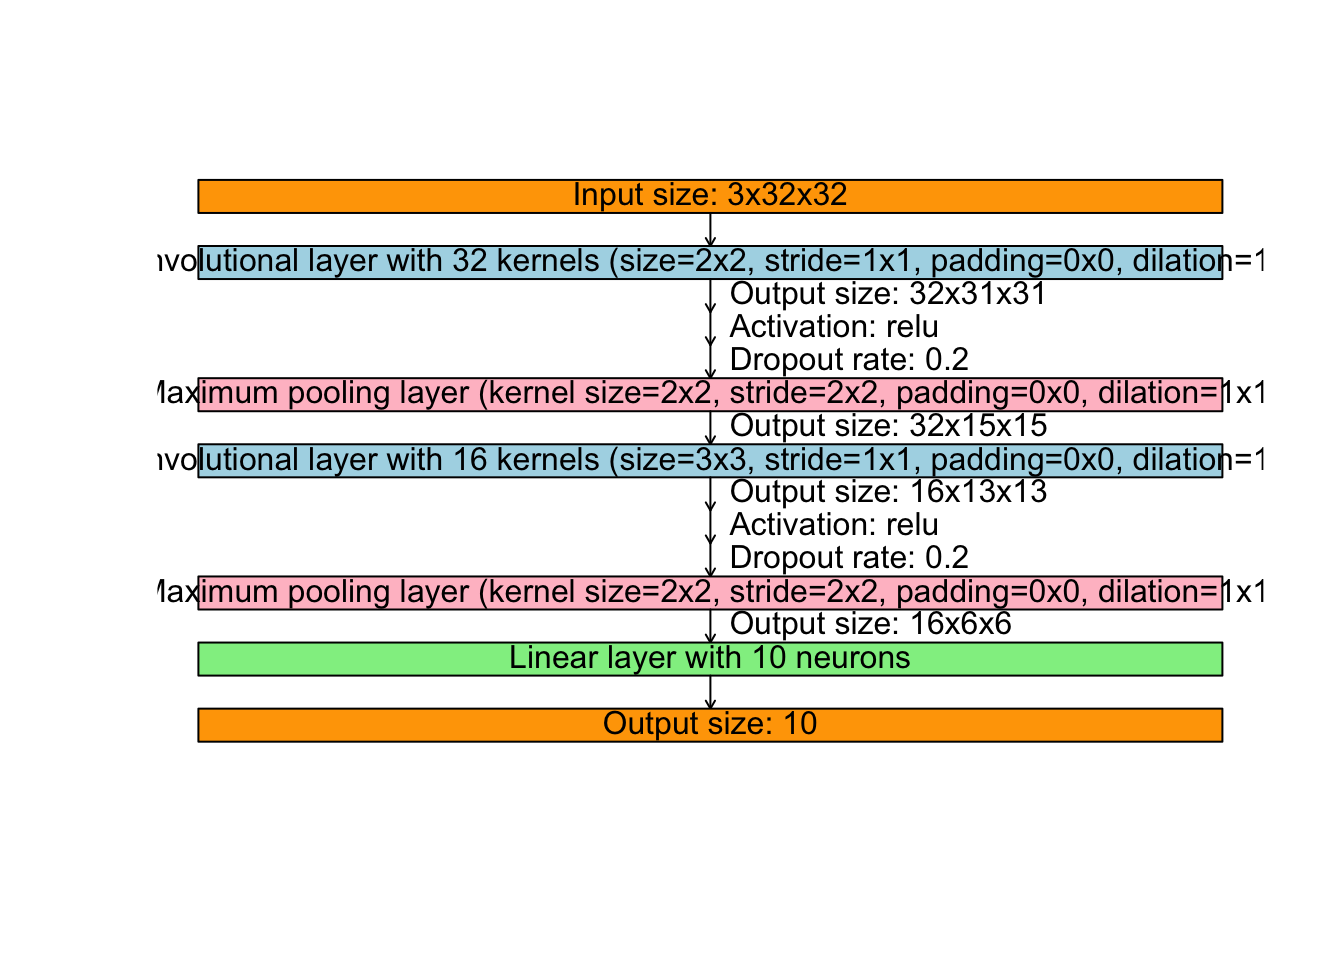 Input size: 3x32x32
nvolutional layer with 32 kernels (size=2x2, stride=1x1, padding=0x0, dilation=1
Output size: 32x31x31
Activation: relu
Dropout rate: 0.2
Maximum pooling layer (kernel size=2x2, stride=2x2, padding=0x0, dilation=1x1
Output size: 32x15x15
nvolutional layer with 16 kernels (size=3x3, stride=1x1, padding=0x0, dilation=1
Output size: 16x13x13
Activation: relu
Dropout rate: 0.2
Maximum pooling layer (kernel size=2x2, stride=2x2, padding=0x0, dilation=1x1
Output size: 16x6x6
Linear layer with 10 neurons
Output size: 10